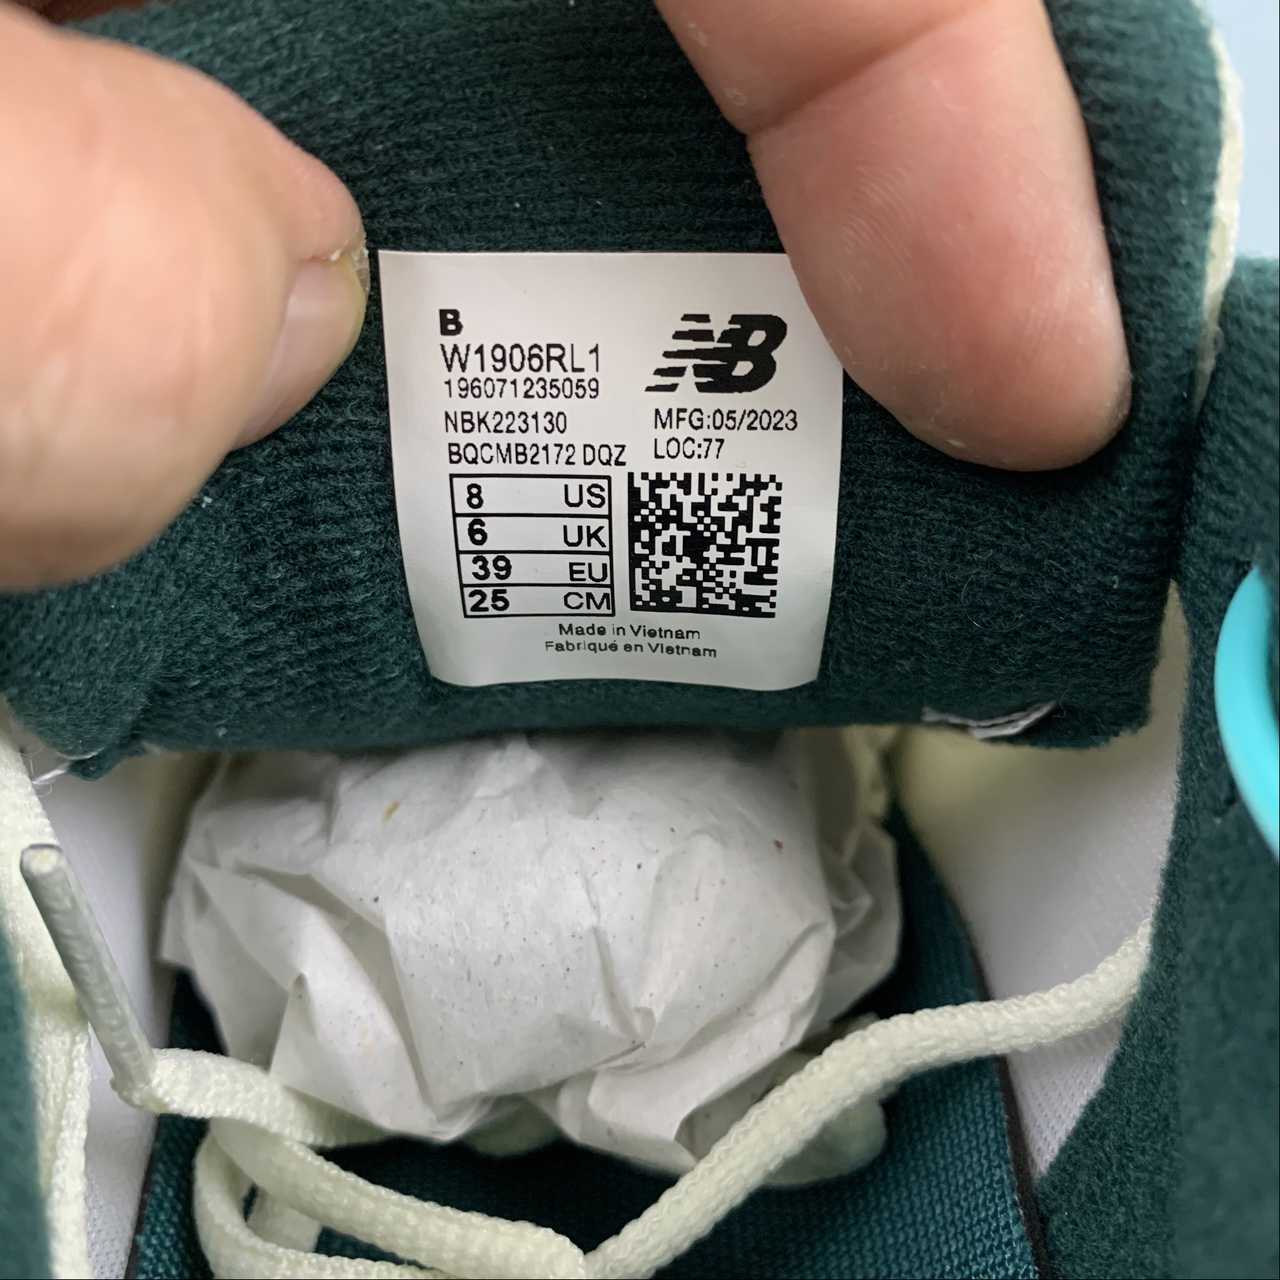 B
W1906RL1
196071235059
NBK223130
BQCMB2172 DQZ
NB
MFG:05/2023
LOC:77
8 US
6 UK
39 EU
25 CM
Made in Vietnam
Fabriqué en Vietnam